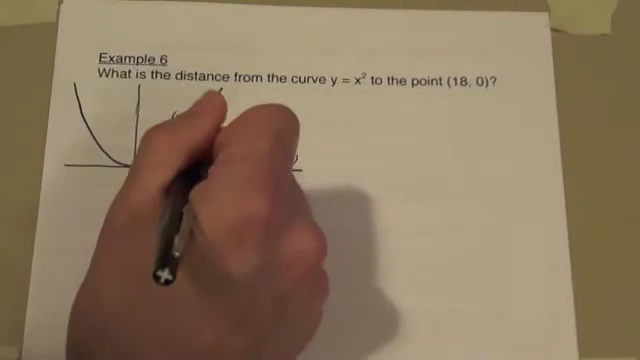 Example 6
What is the distance from the curve y = x² to the point (18, 0)?